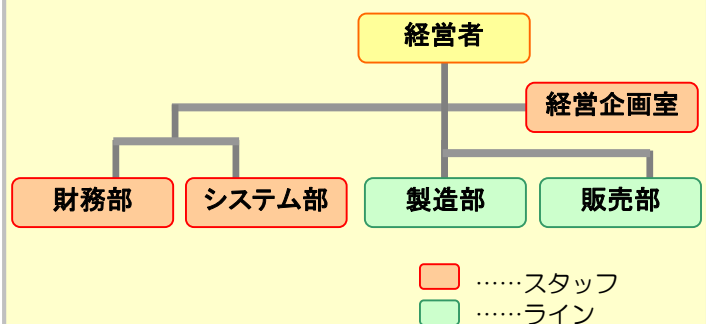 経営者
経営企画室
財務部
システム部
製造部
販売部
……スタッフ
……ライン